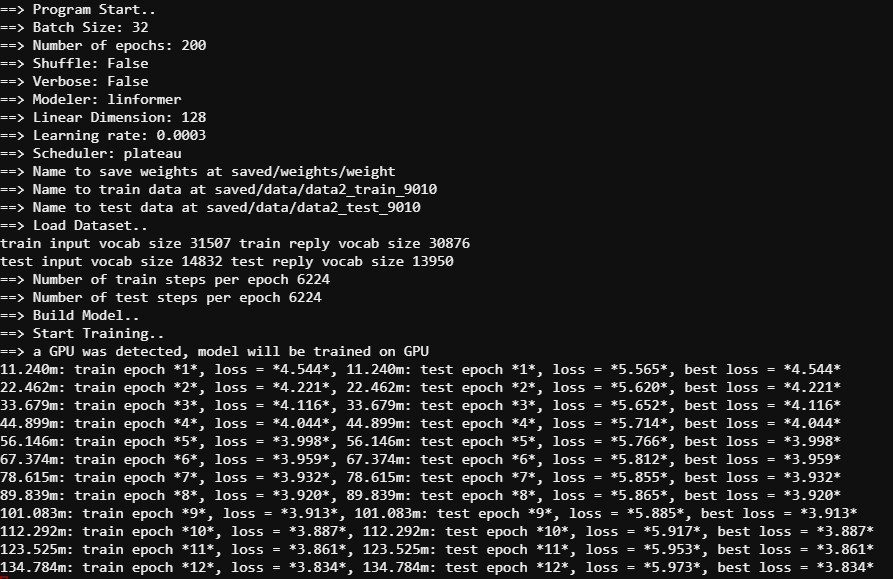 ==> Program Start..
==> Batch Size: 32
==> Number of epochs: 200
==> Shuffle: False
==> Verbose: False
==> Modeler: linformer
==> Linear Dimension: 128
==> Learning rate: 0.0003
==> Scheduler: plateau
==> Name to save weights at saved/weights/weight
==> Name to train data at saved/data/data2_train_9010
==> Name to test data at saved/data/data2_test_9010
==> Load Dataset..
train input vocab size 31507 train reply vocab size 30876
test input vocab size 14832 test reply vocab size 13950
==> Number of train steps per epoch 6224
==> Number of test steps per epoch 6224
==> Build Model..
==> Start Training..
==> a GPU was detected, model will be trained on GPU
11.240m: train epoch *1*, loss = *4.544*, 11.240m: test epoch *1*, loss = *5.565*, best loss = *4.544*
22.462m: train epoch *2*, loss = *4.221*, 22.462m: test epoch *2*, loss = *5.620*, best loss = *4.221*
33.679m: train epoch *3*, loss = *4.116*, 33.679m: test epoch *3*, loss = *5.652*, best loss = *4.116*
44.899m: train epoch *4*, loss = *4.044*, 44.899m: test epoch *4*, loss = *5.714*, best loss = *4.044*
56.146m: train epoch *5*, loss = *3.998*, 56.146m: test epoch *5*, loss = *5.766*, best loss = *3.998*
67.374m: train epoch *6*, loss = *3.959*, 67.374m: test epoch *6*, loss = *5.812*, best loss = *3.959*
78.615m: train epoch *7*, loss = *3.932*, 78.615m: test epoch *7*, loss = *5.855*, best loss = *3.932*
89.839m: train epoch *8*, loss = *3.920*, 89.839m: test epoch *8*, loss = *5.865*, best loss = *3.920*
101.083m: train epoch *9*, loss = *3.913*, 101.083m: test epoch *9*, loss = *5.885*, best loss = *3.913*
112.292m: train epoch *10*, loss = *3.887*, 112.292m: test epoch *10*, loss = *5.917*, best loss = *3.887*
123.525m: train epoch *11*, loss = *3.861*, 123.525m: test epoch *11*, loss = *5.953*, best loss = *3.861*
134.784m: train epoch *12*, loss = *3.834*, 134.784m: test epoch *12*, loss = *5.973*, best loss = *3.834*